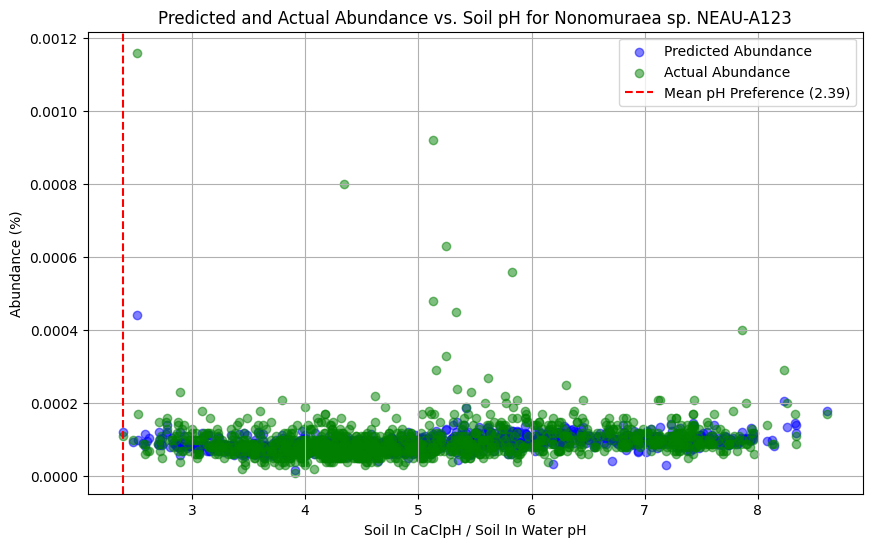 Predicted and Actual Abundance vs. Soil pH for Nonomuraea sp. NEAU-A123
Predicted Abundance
Actual Abundance
Mean pH Preference (2.39)
Abundance (%)
0.0012
0.0010
0.0008
0.0006
0.0004
0.0002
0.0000
3 4 5 6 7 8
Soil In CaClpH / Soil In Water pH